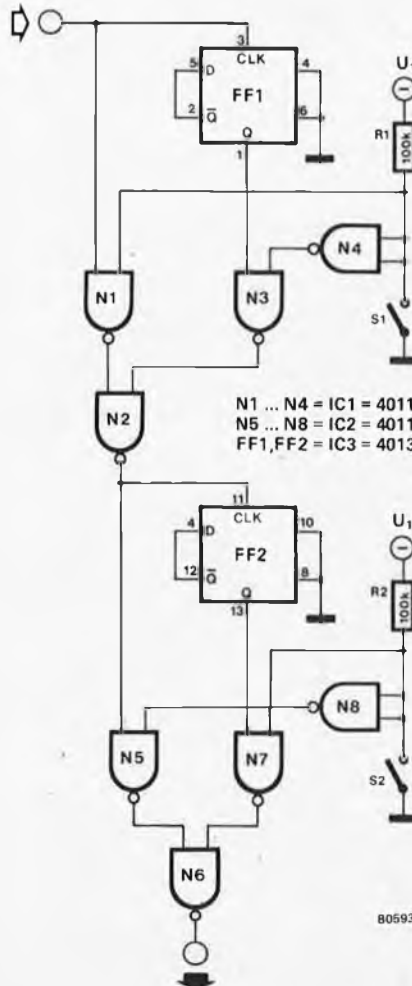 3
CLK
5 D
FF1
4
2 Q̄
6
Q
1
U
R1
100k
N1
N3
N4
S1
N2
N1 ... N4 = IC1 = 4011
N5 ... N8 = IC2 = 4011
FF1,FF2 = IC3 = 4013
11
CLK
4 D
FF2
10
12 Q̄
8
Q
13
U1
R2
100k
N8
N5
N7
S2
N6
80593